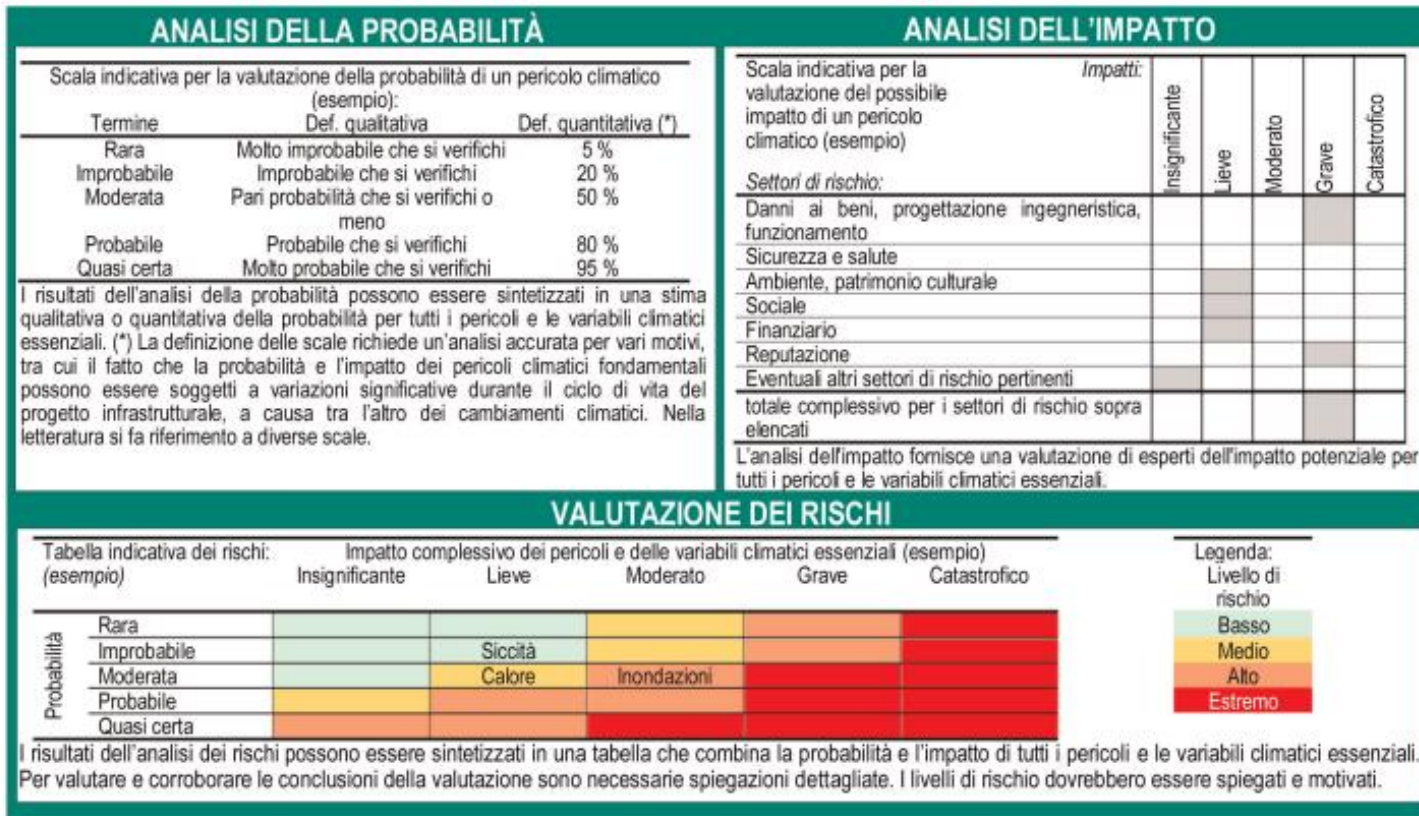 ANALISI DELLA PROBABILITÀ
Scala indicativa per la valutazione della probabilità di un pericolo climatico
(esempio):
Termine Def. qualitativa Def. quantitativa (*)
Rara Molto improbabile che si verifichi 5 %
Improbabile Improbabile che si verifichi 20 %
Moderata Pari probabilità che si verifichi o 50 %
meno
Probabile Probabile che si verifichi 80 %
Quasi certa Molto probabile che si verifichi 95 %
I risultati dell'analisi della probabilità possono essere sintetizzati in una stima
qualitativa o quantitativa della probabilità per tutti i pericoli e le variabili climatici
essenziali. (*) La definizione delle scale richiede un'analisi accurata per vari motivi,
tra cui il fatto che la probabilità e l'impatto dei pericoli climatici fondamentali
possono essere soggetti a variazioni significative durante il ciclo di vita del
progetto infrastrutturale, a causa tra l'altro dei cambiamenti climatici. Nella
letteratura si fa riferimento a diverse scale.
ANALISI DELL'IMPATTO
Scala indicativa per la Impatti:
valutazione del possibile
impatto di un pericolo
climatico (esempio)
Settori di rischio:
Insignificante
Lieve
Moderato
Grave
Catastrofico
Danni ai beni, progettazione ingegneristica,
funzionamento
Sicurezza e salute
Ambiente, patrimonio culturale
Sociale
Finanziario
Reputazione
Eventuali altri settori di rischio pertinenti
totale complessivo per i settori di rischio sopra
elencati
L'analisi dell'impatto fornisce una valutazione di esperti dell'impatto potenziale per
tutti i pericoli e le variabili climatici essenziali.
VALUTAZIONE DEI RISCHI
Tabella indicativa dei rischi: Impatto complessivo dei pericoli e delle variabili climatici essenziali (esempio)
(esempio) Insignificante Lieve Moderato Grave Catastrofico
Probabilità
Rara
Improbabile Siccità
Moderata Calore Inondazioni
Probabile
Quasi certa
Legenda:
Livello di
rischio
Basso
Medio
Alto
Estremo
I risultati dell'analisi dei rischi possono essere sintetizzati in una tabella che combina la probabilità e l'impatto di tutti i pericoli e le variabili climatici essenziali.
Per valutare e corroborare le conclusioni della valutazione sono necessarie spiegazioni dettagliate. I livelli di rischio dovrebbero essere spiegati e motivati.